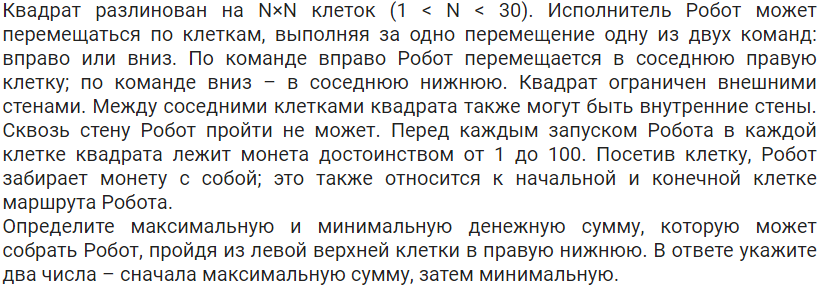 Квадрат разлинован на N×N клеток (1 < N < 30). Исполнитель Робот может
перемещаться по клеткам, выполняя за одно перемещение одну из двух команд:
вправо или вниз. По команде вправо Робот перемещается в соседнюю правую
клетку; по команде вниз – в соседнюю нижнюю. Квадрат ограничен внешними
стенами. Между соседними клетками квадрата также могут быть внутренние стены.
Сквозь стену Робот пройти не может. Перед каждым запуском Робота в каждой
клетке квадрата лежит монета достоинством от 1 до 100. Посетив клетку, Робот
забирает монету с собой; это также относится к начальной и конечной клетке
маршрута Робота.
Определите максимальную и минимальную денежную сумму, которую может
собрать Робот, пройдя из левой верхней клетки в правую нижнюю. В ответе укажите
два числа – сначала максимальную сумму, затем минимальную.